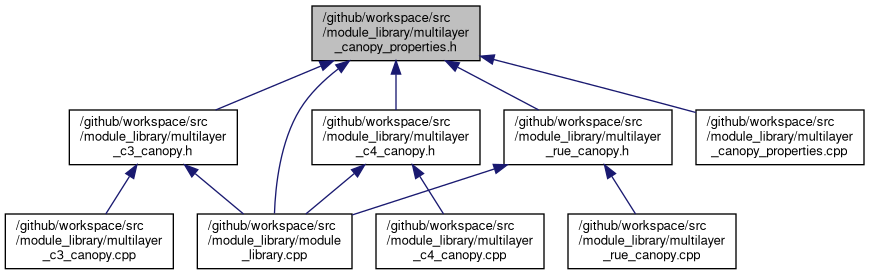 /github/workspace/src
/module_library/multilayer
_canopy_properties.h
/github/workspace/src
/module_library/multilayer
_c3_canopy.h
/github/workspace/src
/module_library/multilayer
_c4_canopy.h
/github/workspace/src
/module_library/multilayer
_rue_canopy.h
/github/workspace/src
/module_library/multilayer
_canopy_properties.cpp
/github/workspace/src
/module_library/multilayer
_c3_canopy.cpp
/github/workspace/src
/module_library/module
_library.cpp
/github/workspace/src
/module_library/multilayer
_c4_canopy.cpp
/github/workspace/src
/module_library/multilayer
_rue_canopy.cpp